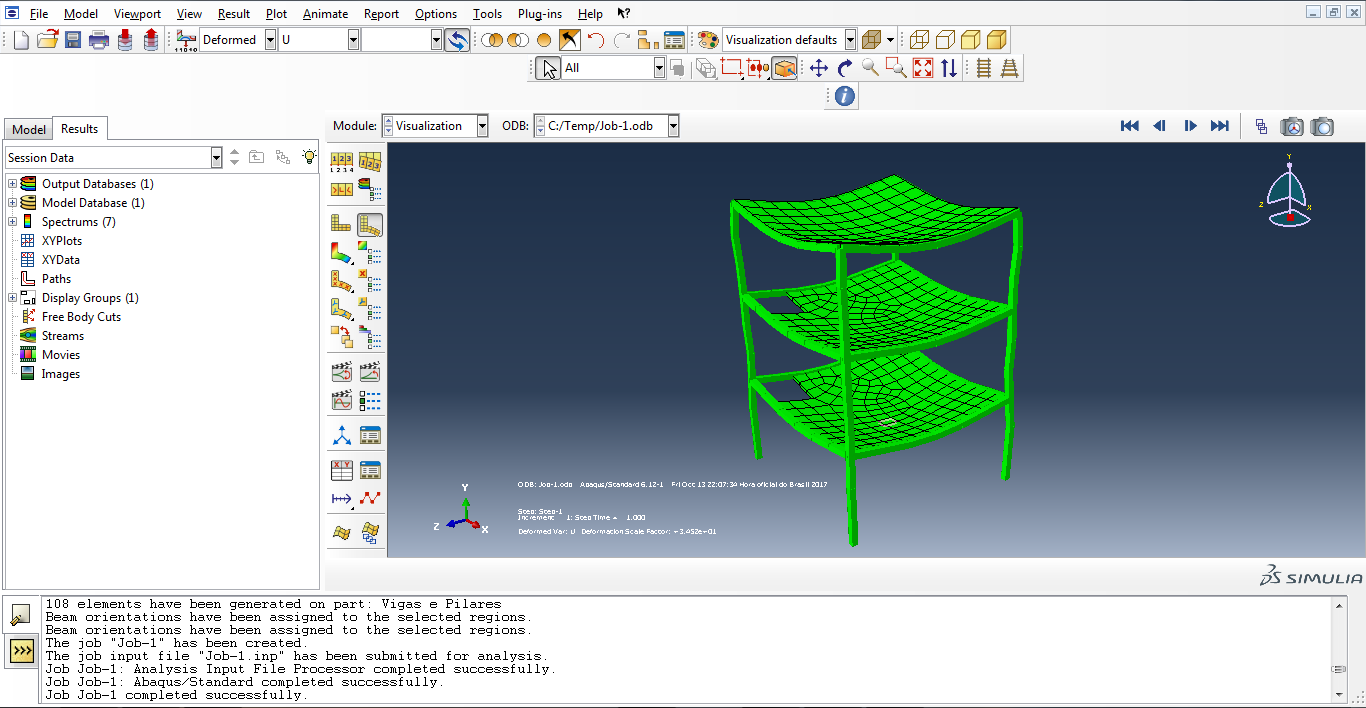 File Model Viewport View Result Plot Animate Report Options Tools Plug-ins Help
Deformed U Visualization defaults
All
Model Results Module: Visualization ODB: C:/Temp/Job-1.odb
Session Data
Output Databases (1)
Model Database (1)
Spectrums (7)
XYPlots
XYData
Paths
Display Groups (1)
Free Body Cuts
Streams
Movies
Images
Y
Z X
Y
Z X
ODB: Job-1.odb Abaqus/Standard 6.12-1 Fri Oct 13 22:07:34 Hora oficial do Brasil 2017
Step: Step-1
Increment 1: Step Time = 1.000
Deformed Var: U Deformation Scale Factor: +3.452e+01
SIMULIA
108 elements have been generated on part: Vigas e Pilares
Beam orientations have been assigned to the selected regions.
Beam orientations have been assigned to the selected regions.
The job "Job-1" has been created.
The job input file "Job-1.inp" has been submitted for analysis.
Job Job-1: Analysis Input File Processor completed successfully.
Job Job-1: Abaqus/Standard completed successfully.
Job Job-1 completed successfully.